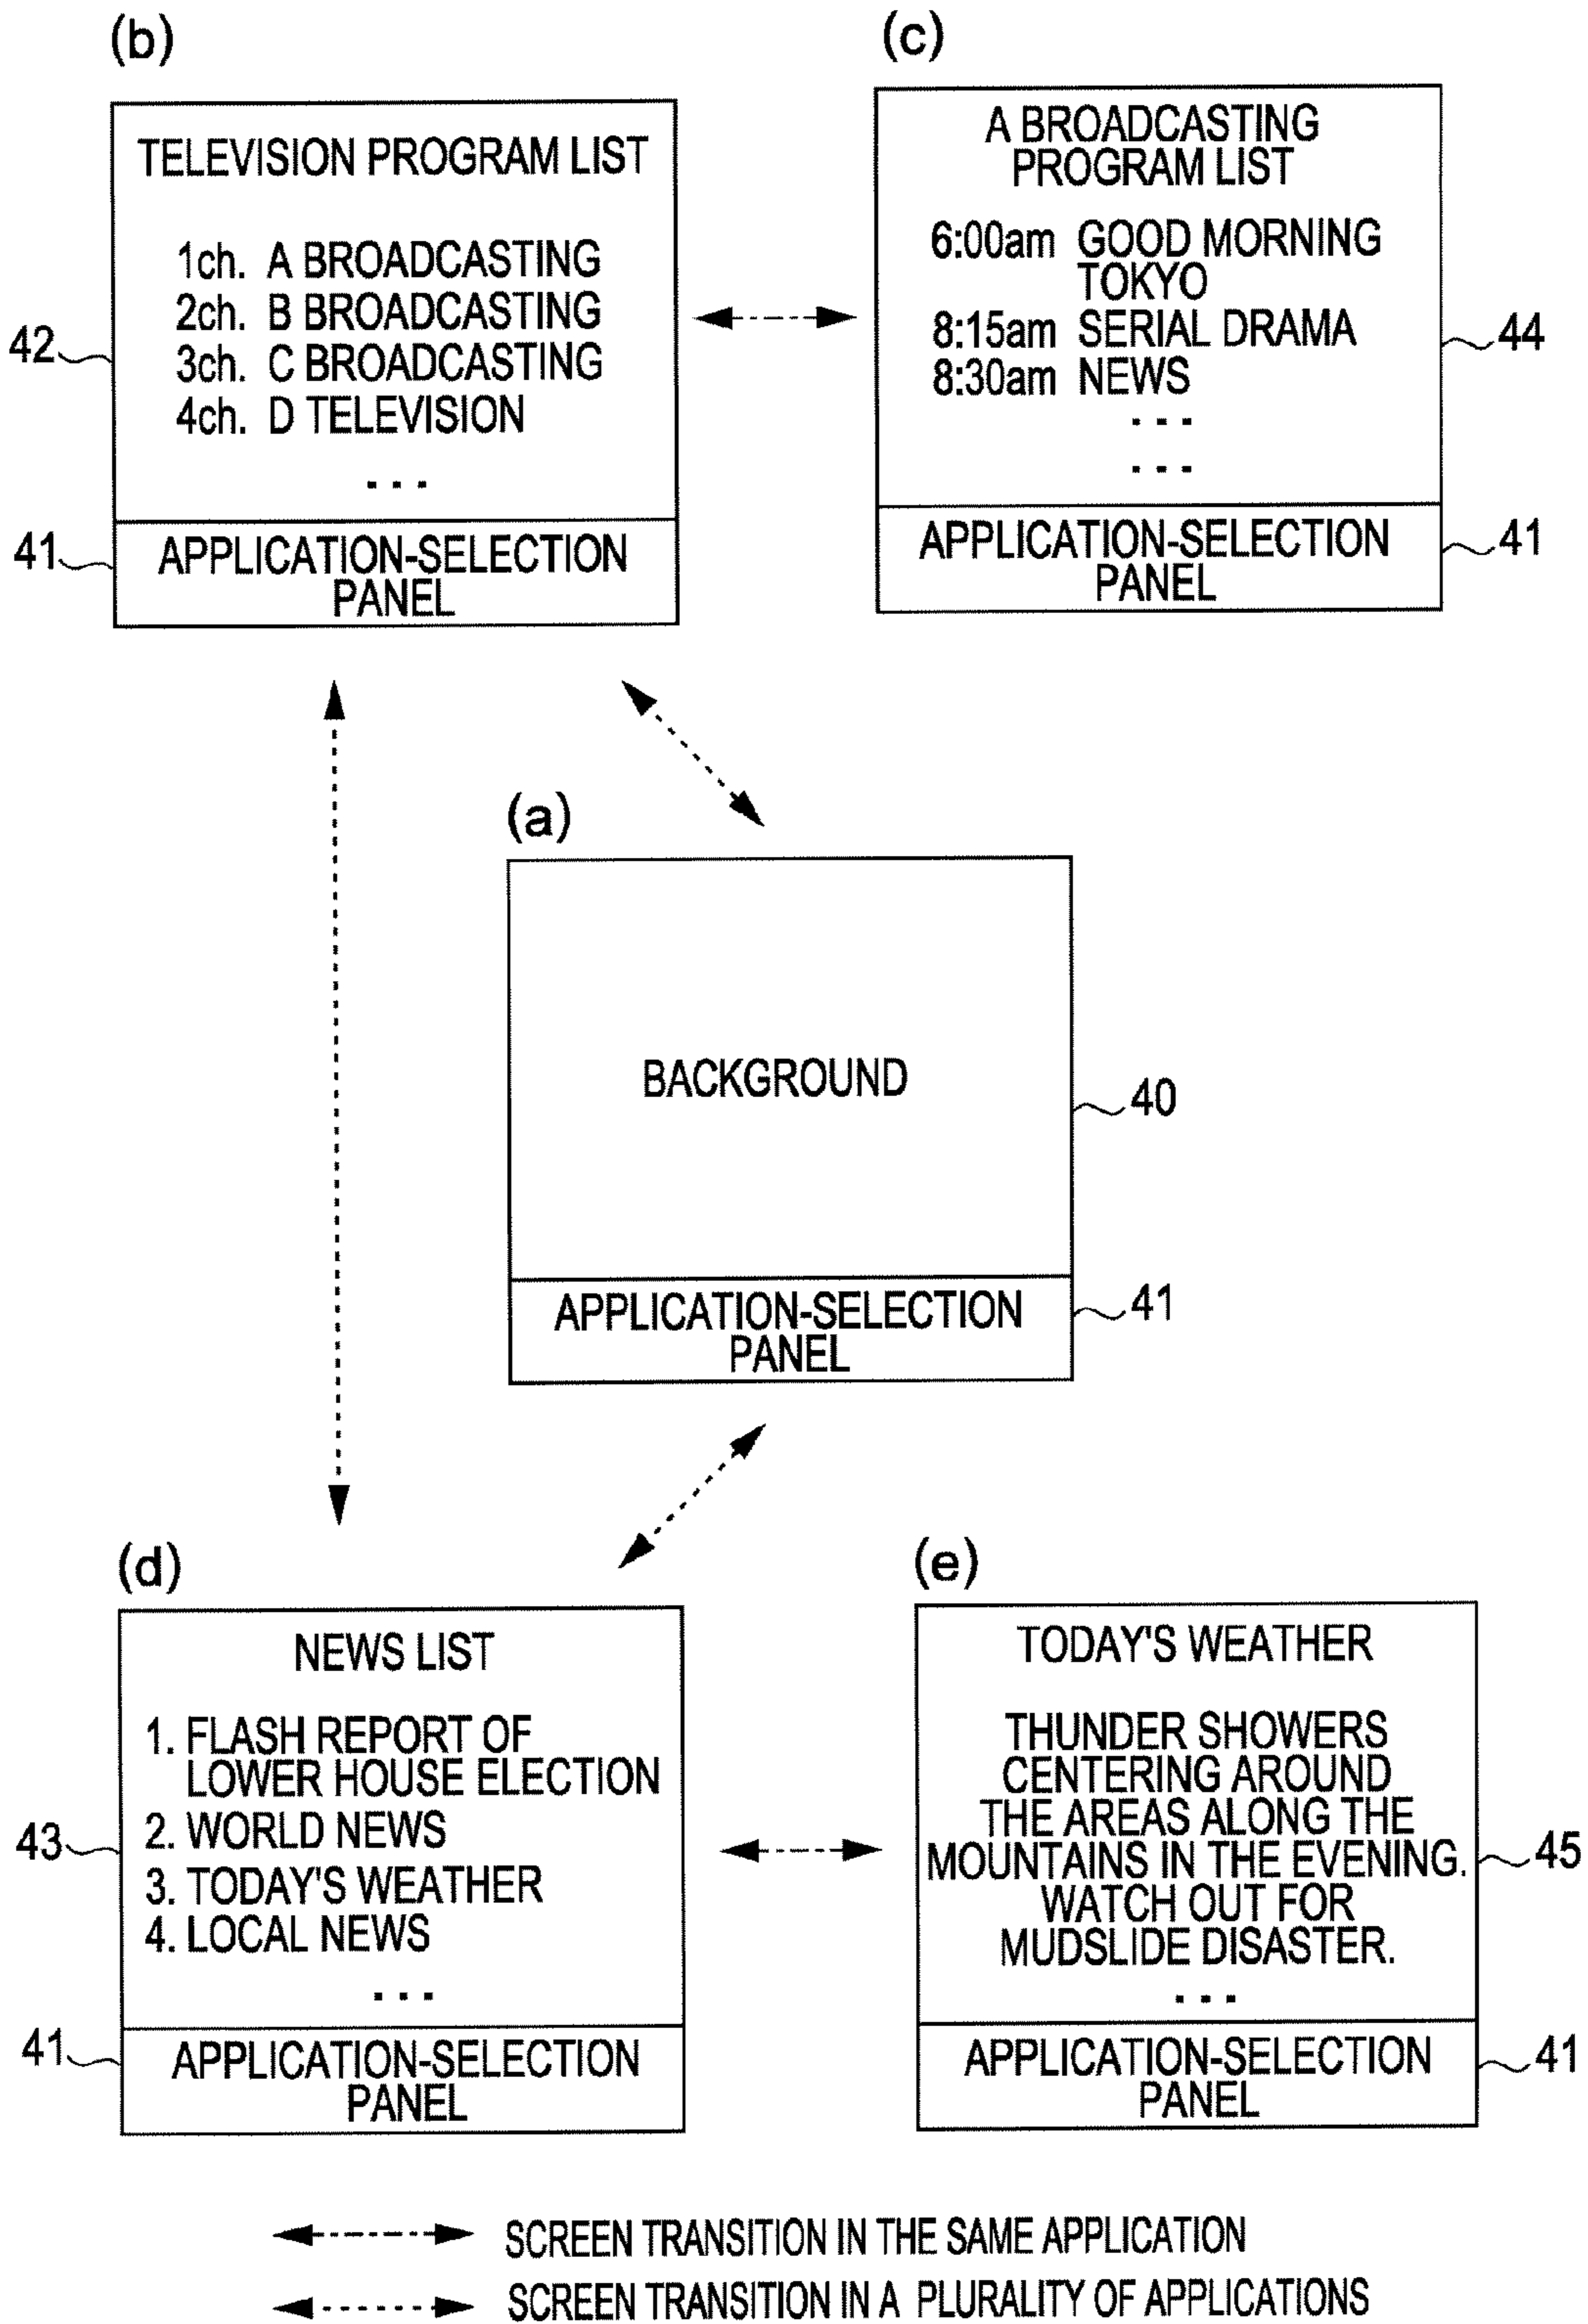 (b)
TELEVISION PROGRAM LIST
1ch. A BROADCASTING
2ch. B BROADCASTING
3ch. C BROADCASTING
4ch. D TELEVISION
...
42
APPLICATION-SELECTION
PANEL
41
(c)
A BROADCASTING
PROGRAM LIST
6:00am GOOD MORNING
TOKYO
8:15am SERIAL DRAMA
8:30am NEWS
...
...
44
APPLICATION-SELECTION
PANEL
41
(a)
BACKGROUND
40
APPLICATION-SELECTION
PANEL
41
(d)
NEWS LIST
1. FLASH REPORT OF
LOWER HOUSE ELECTION
2. WORLD NEWS
3. TODAY'S WEATHER
4. LOCAL NEWS
...
43
APPLICATION-SELECTION
PANEL
41
(e)
TODAY'S WEATHER
THUNDER SHOWERS
CENTERING AROUND
THE AREAS ALONG THE
MOUNTAINS IN THE EVENING.
WATCH OUT FOR
MUDSLIDE DISASTER.
...
45
APPLICATION-SELECTION
PANEL
41
SCREEN TRANSITION IN THE SAME APPLICATION
SCREEN TRANSITION IN A PLURALITY OF APPLICATIONS